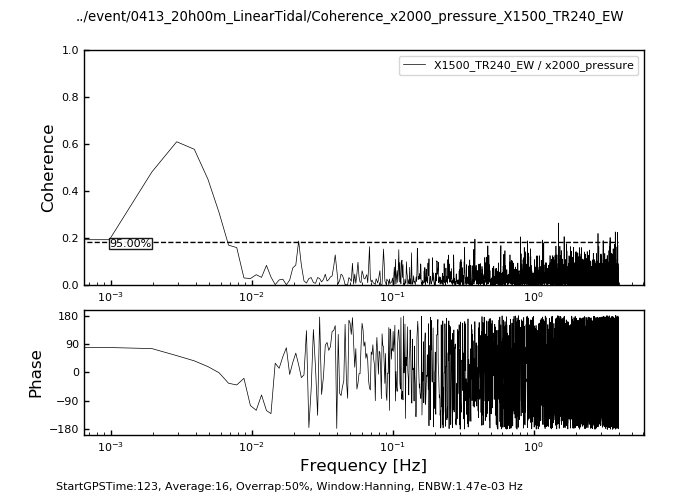 ../event/0413_20h00m_LinearTidal/Coherence_x2000_pressure_X1500_TR240_EW
1.0
0.8
0.6
0.4
0.2
0.0
Coherence
X1500_TR240_EW / x2000_pressure
95.00%
10⁻³ 10⁻² 10⁻¹ 10⁰
180
90
0
−90
−180
Phase
10⁻³ 10⁻² 10⁻¹ 10⁰
Frequency [Hz]
StartGPSTime:123, Average:16, Overrap:50%, Window:Hanning, ENBW:1.47e-03 Hz